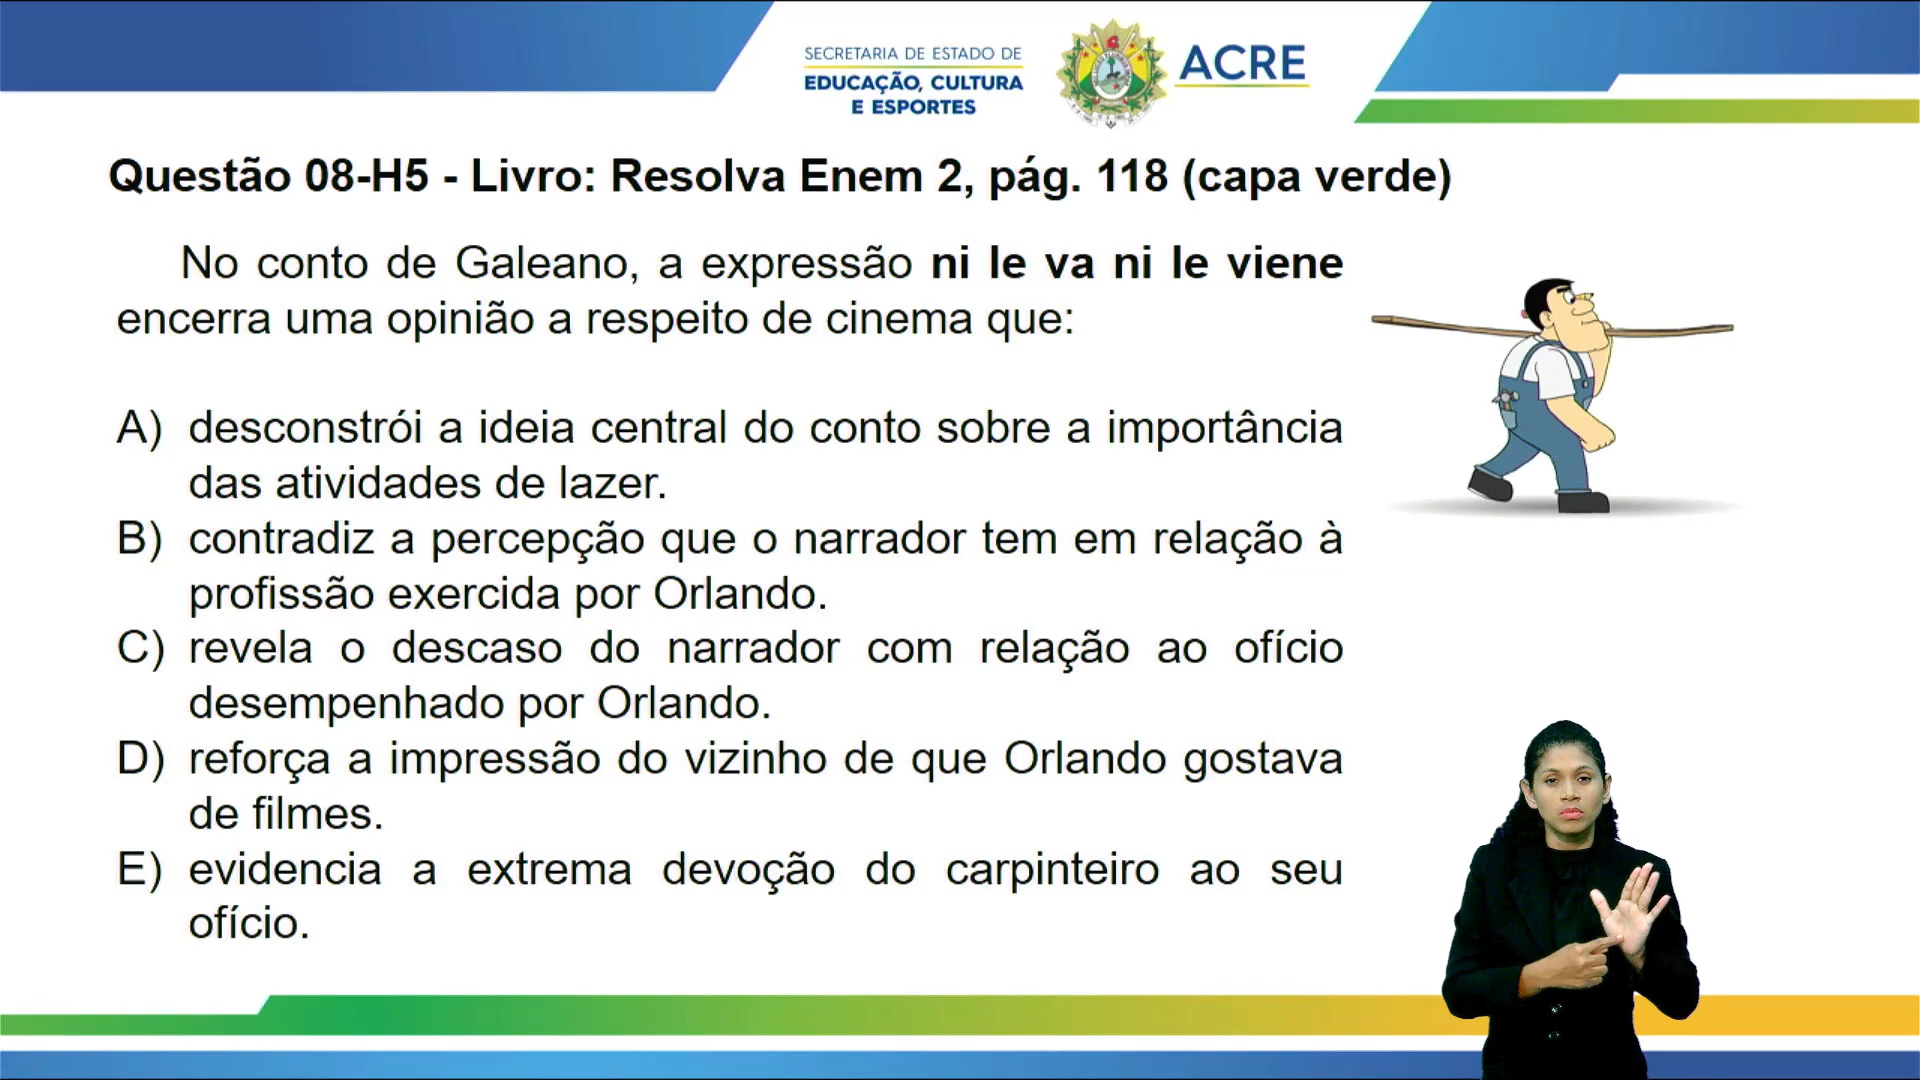 SECRETARIA DE ESTADO DE
EDUCAÇÃO, CULTURA
E ESPORTES
ACRE
Questão 08-H5 - Livro: Resolva Enem 2, pág. 118 (capa verde)
No conto de Galeano, a expressão ni le va ni le viene
encerra uma opinião a respeito de cinema que:
A) desconstrói a ideia central do conto sobre a importância
das atividades de lazer.
B) contradiz a percepção que o narrador tem em relação à
profissão exercida por Orlando.
C) revela o descaso do narrador com relação ao ofício
desempenhado por Orlando.
D) reforça a impressão do vizinho de que Orlando gostava
de filmes.
E) evidencia a extrema devoção do carpinteiro ao seu
ofício.